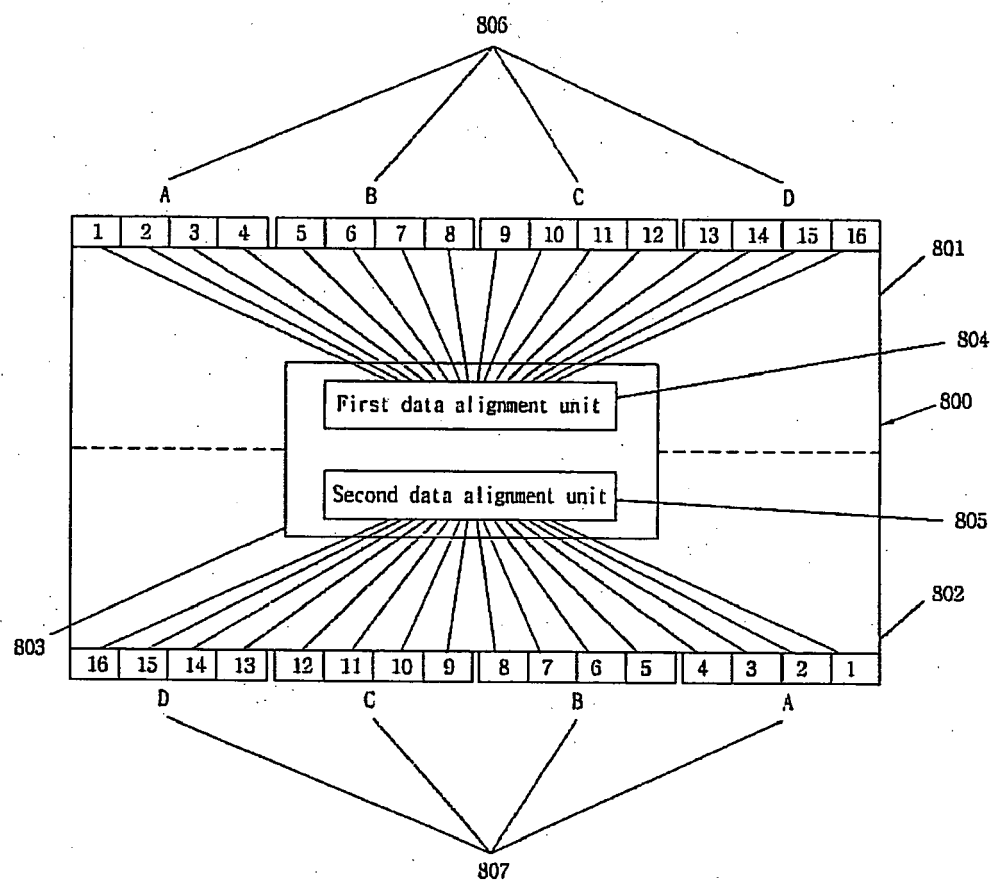 806
A B C D
1 2 3 4 5 6 7 8 9 10 11 12 13 14 15 16
801
804
First data alignment unit
800
Second data alignment unit
805
802
803
16 15 14 13 12 11 10 9 8 7 6 5 4 3 2 1
D C B A
807